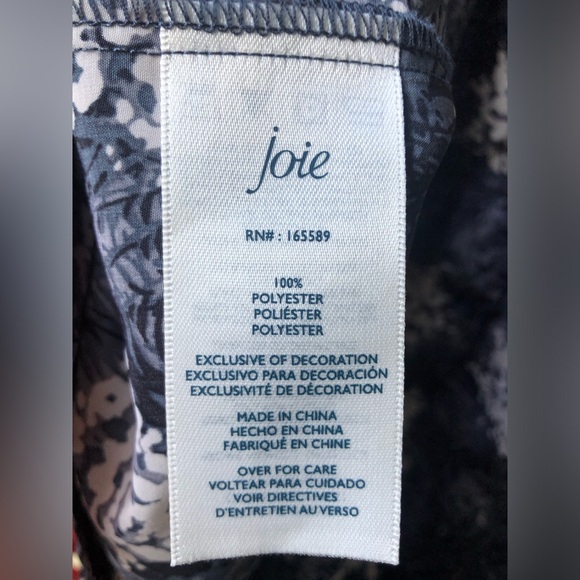 joie
RN# : 165589
100%
POLYESTER
POLIÉSTER
POLYESTER
EXCLUSIVE OF DECORATION
EXCLUSIVO PARA DECORACIÓN
EXCLUSIVITÉ DE DÉCORATION
MADE IN CHINA
HECHO EN CHINA
FABRIQUÉ EN CHINE
OVER FOR CARE
VOLTEAR PARA CUIDADO
VOIR DIRECTIVES
D'ENTRETIEN AU VERSO